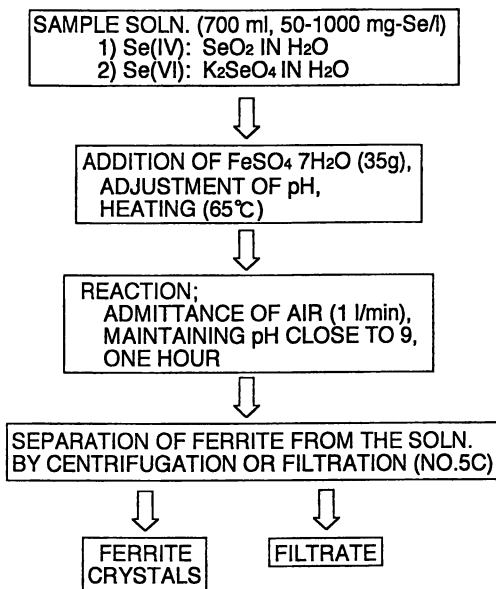 SAMPLE SOLN. (700 ml, 50-1000 mg-Se/l)
1) Se(IV): SeO2 IN H2O
2) Se(VI): K2SeO4 IN H2O
ADDITION OF FeSO4 7H2O (35g),
ADJUSTMENT OF pH,
HEATING (65℃)
REACTION;
ADMITTANCE OF AIR (1 l/min),
MAINTAINING pH CLOSE TO 9,
ONE HOUR
SEPARATION OF FERRITE FROM THE SOLN.
BY CENTRIFUGATION OR FILTRATION (NO.5C)
FERRITE
CRYSTALS
FILTRATE